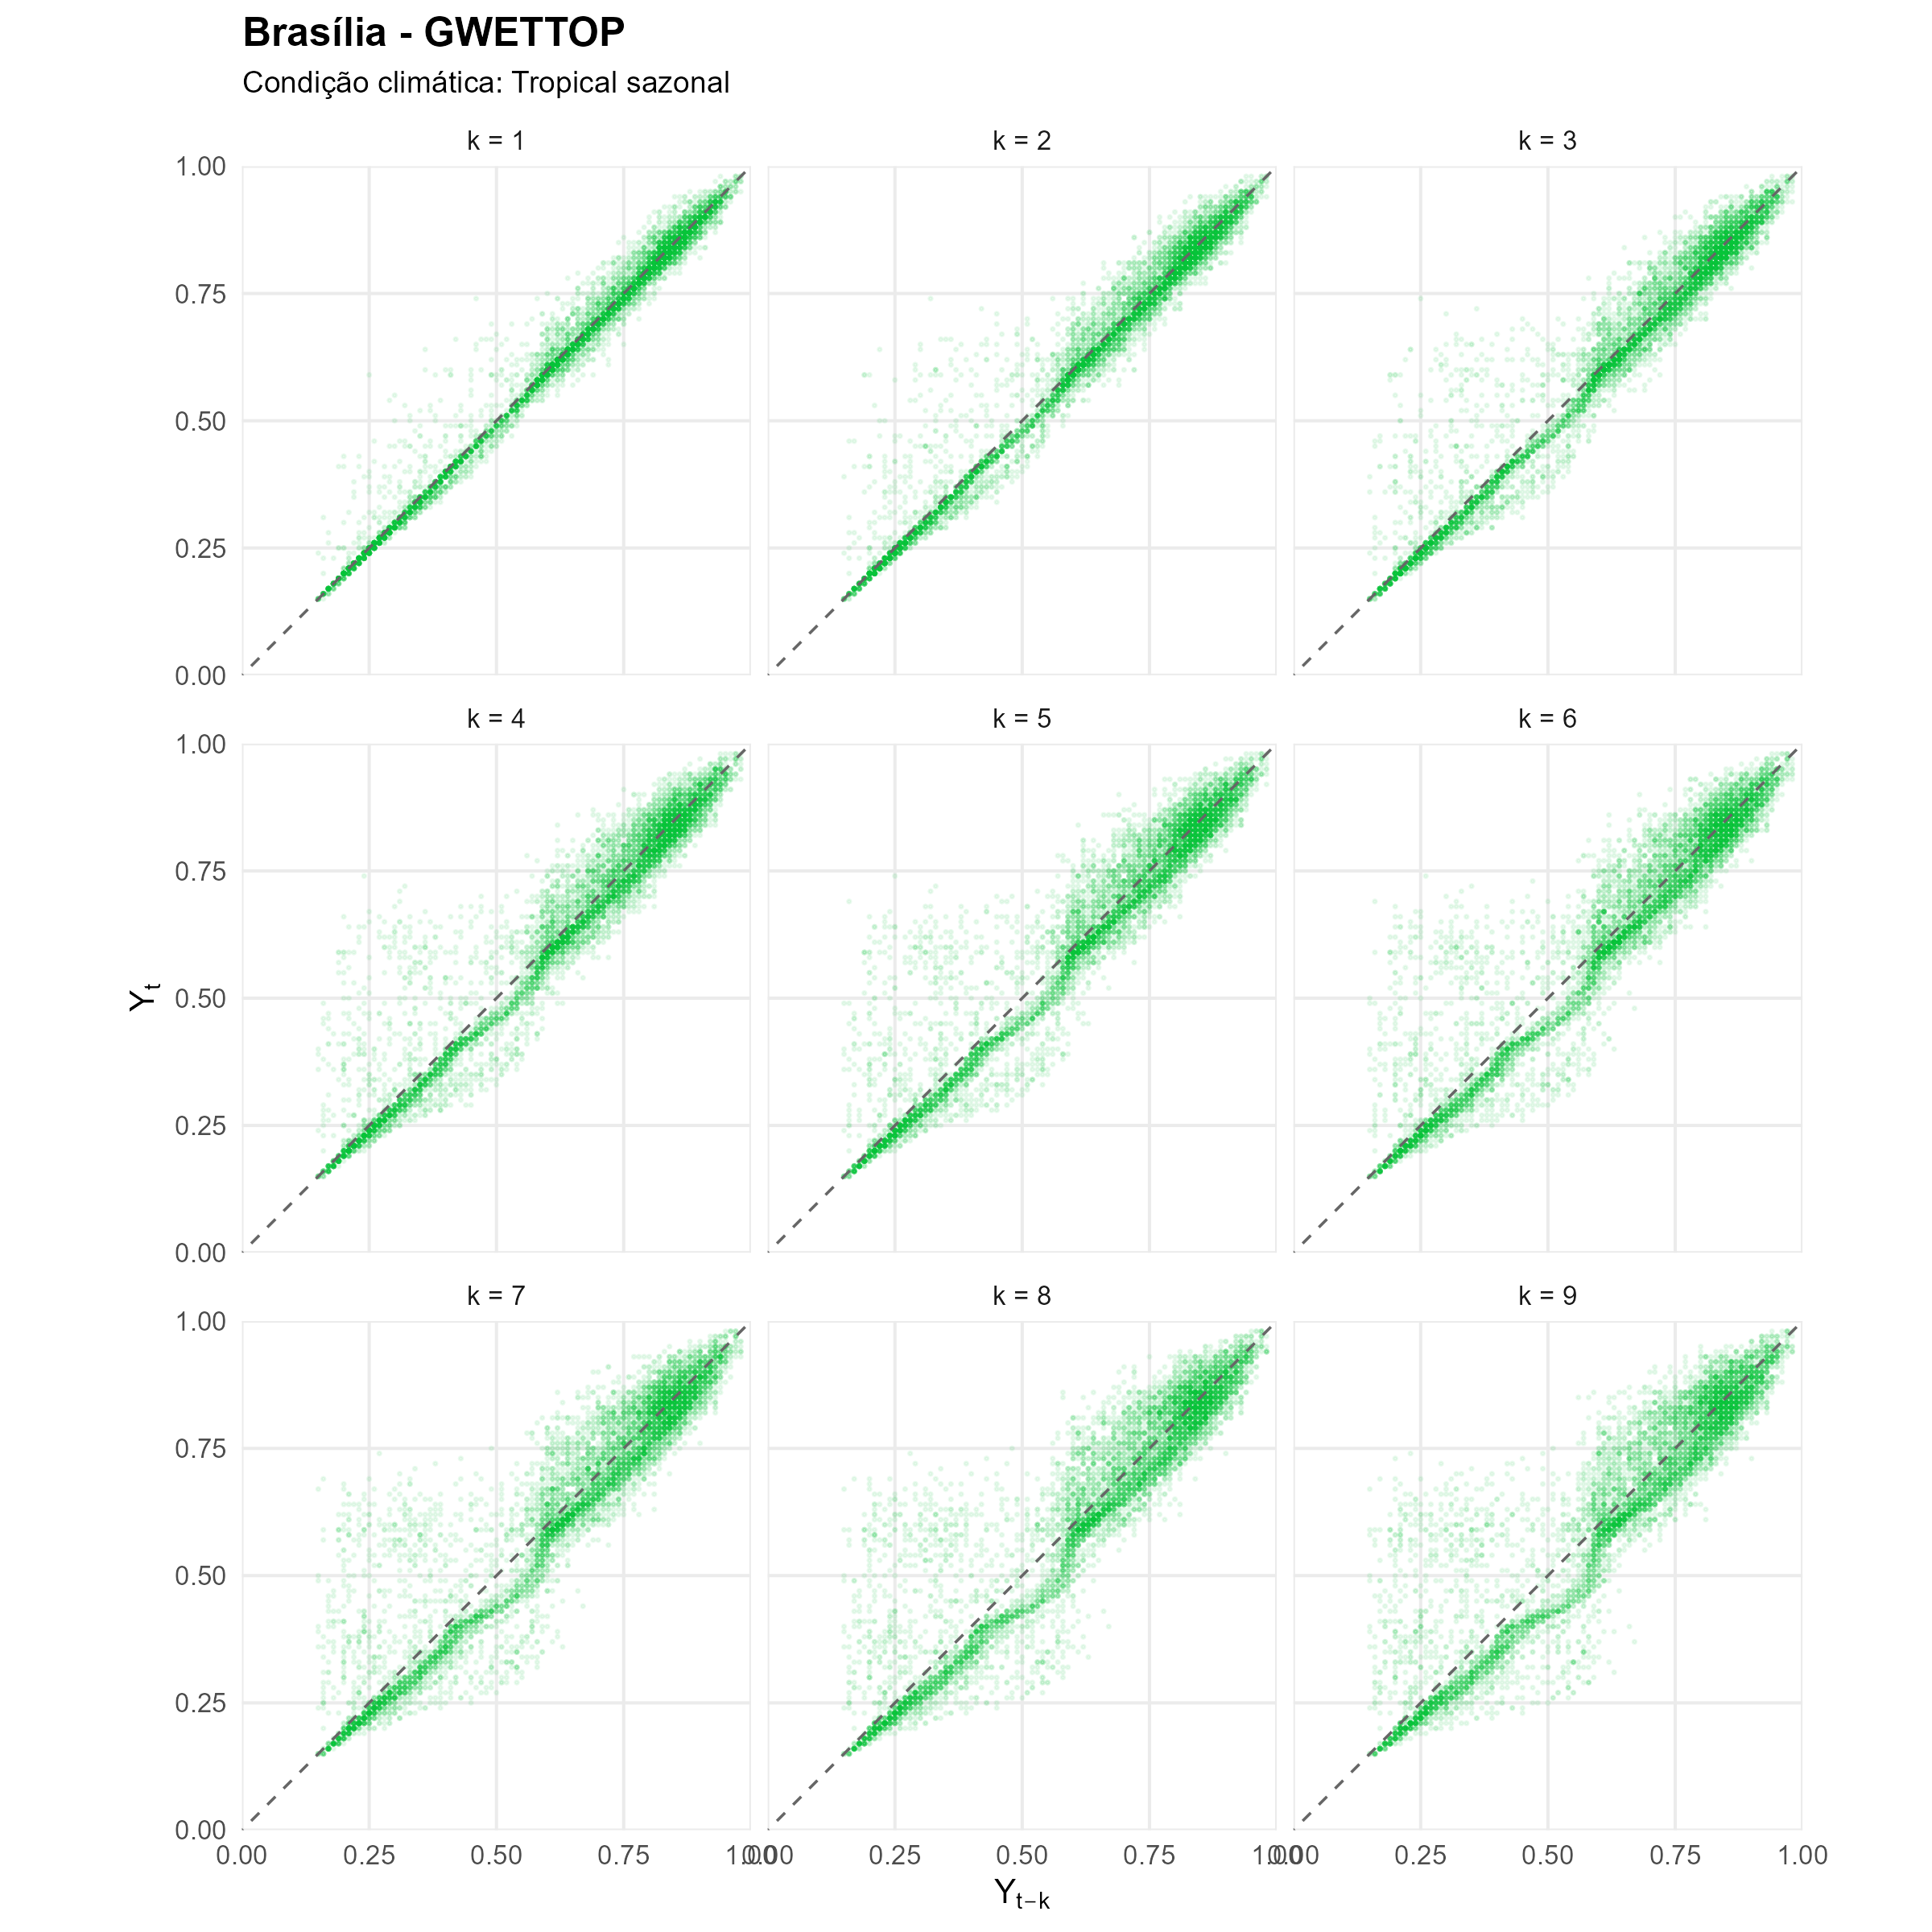 Brasília - GWETTOP
Condição climática: Tropical sazonal
k = 1 k = 2 k = 3
1.00
0.75
0.50
0.25
0.00
k = 4 k = 5 k = 6
1.00
0.75
Yt 0.50
0.25
0.00
k = 7 k = 8 k = 9
1.00
0.75
0.50
0.25
0.00
0.00 0.25 0.50 0.75 1.00 0.00 0.25 0.50 0.75 1.00 0.00 0.25 0.50 0.75 1.00
Yt−k